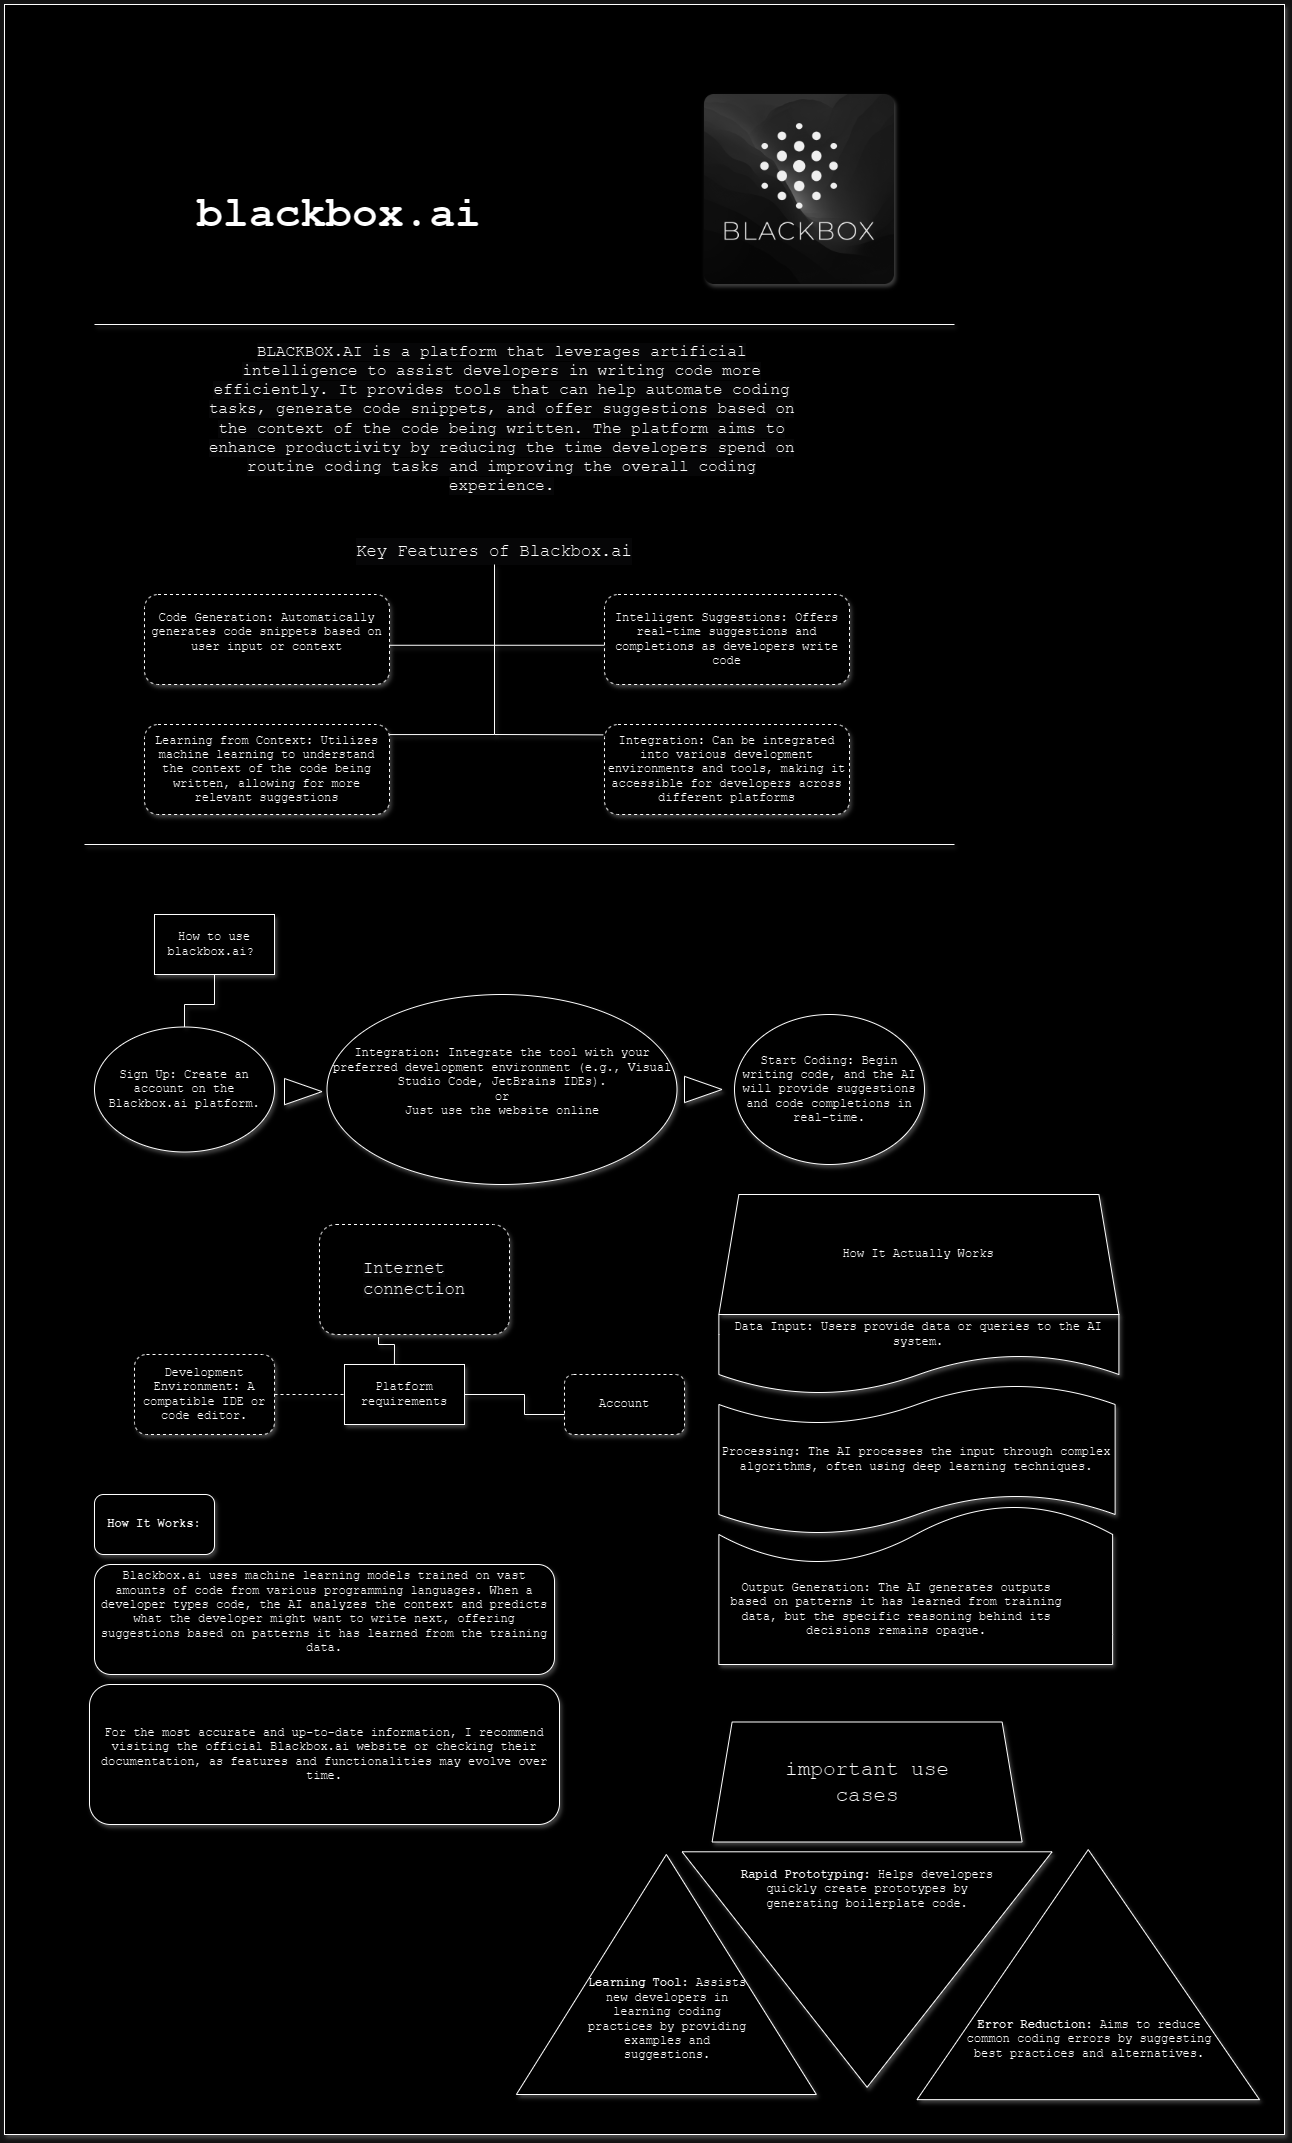 blackbox.ai
BLACKBOX
BLACKBOX.AI is a platform that leverages artificial
intelligence to assist developers in writing code more
efficiently. It provides tools that can help automate coding
tasks, generate code snippets, and offer suggestions based on
the context of the code being written. The platform aims to
enhance productivity by reducing the time developers spend on
routine coding tasks and improving the overall coding
experience.
Key Features of Blackbox.ai
Code Generation: Automatically
generates code snippets based on
user input or context
Intelligent Suggestions: Offers
real-time suggestions and
completions as developers write
code
Learning from Context: Utilizes
machine learning to understand
the context of the code being
written, allowing for more
relevant suggestions
Integration: Can be integrated
into various development
environments and tools, making it
accessible for developers across
different platforms
How to use
blackbox.ai?
Sign Up: Create an
account on the
Blackbox.ai platform.
Integration: Integrate the tool with your
preferred development environment (e.g., Visual
Studio Code, JetBrains IDEs).
or
Just use the website online
Start Coding: Begin
writing code, and the AI
will provide suggestions
and code completions in
real-time.
Internet
connection
Development
Environment: A
compatible IDE or
code editor.
Platform
requirements
Account
How It Actually Works
Data Input: Users provide data or queries to the AI
system.
Processing: The AI processes the input through complex
algorithms, often using deep learning techniques.
Output Generation: The AI generates outputs
based on patterns it has learned from training
data, but the specific reasoning behind its
decisions remains opaque.
How It Works:
Blackbox.ai uses machine learning models trained on vast
amounts of code from various programming languages. When a
developer types code, the AI analyzes the context and predicts
what the developer might want to write next, offering
suggestions based on patterns it has learned from the training
data.
For the most accurate and up-to-date information, I recommend
visiting the official Blackbox.ai website or checking their
documentation, as features and functionalities may evolve over
time.
important use
cases
Rapid Prototyping: Helps developers
quickly create prototypes by
generating boilerplate code.
Learning Tool: Assists
new developers in
learning coding
practices by providing
examples and
suggestions.
Error Reduction: Aims to reduce
common coding errors by suggesting
best practices and alternatives.